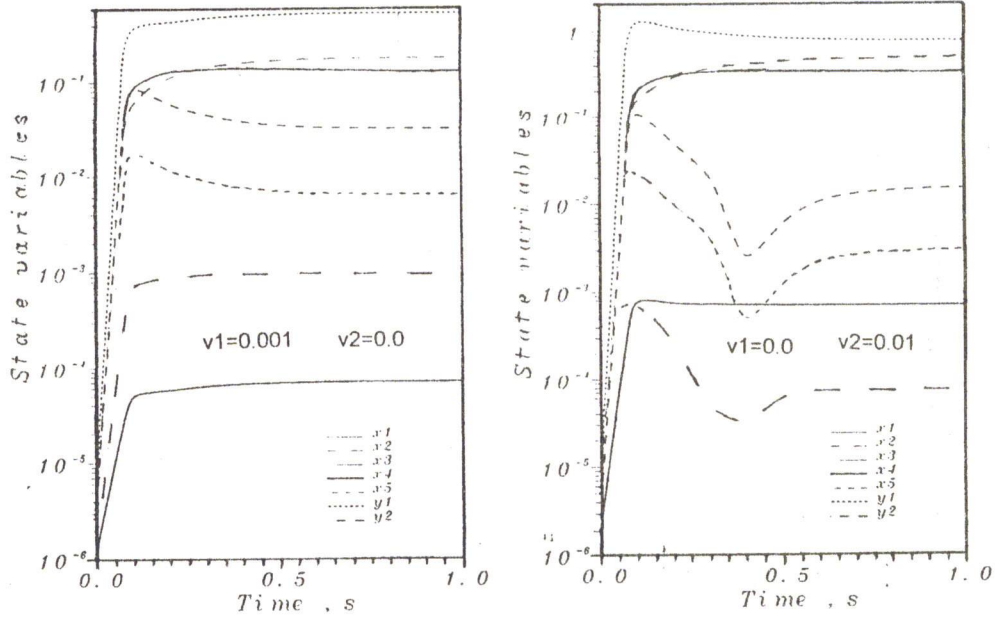 State variables
10⁻¹
10⁻²
10⁻³
10⁻⁴
10⁻⁵
10⁻⁶
v1=0.001 v2=0.0
x1
x2
x3
x4
x5
y1
y2
0.0 0.5 1.0
Time , s
State variables
1
10⁻¹
10⁻²
10⁻³
10⁻⁴
10⁻⁶
v1=0.0 v2=0.01
x1
x2
x3
x4
x5
y1
y2
0.0 0.5 1.0
Time , s